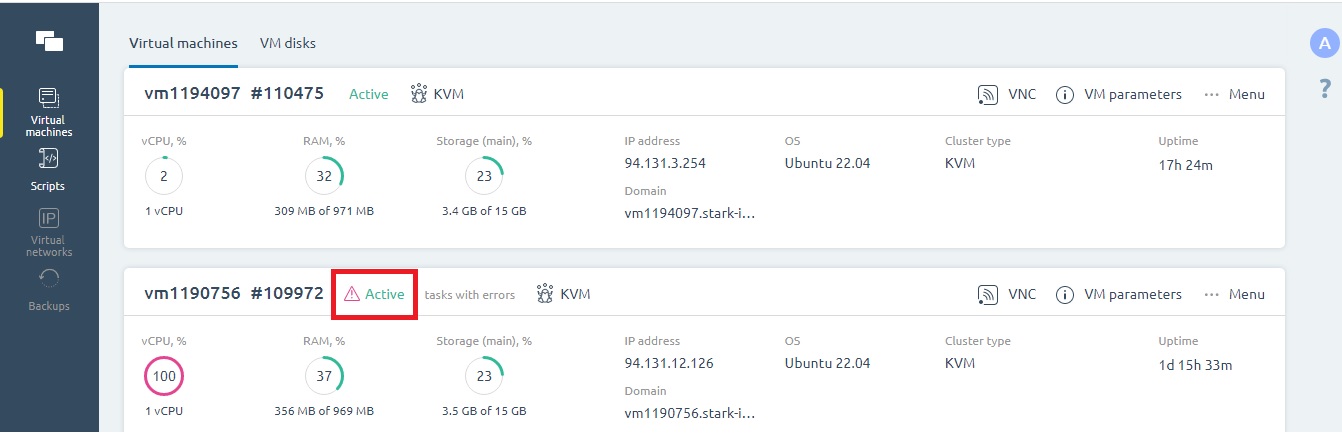 Virtual machines VM disks
A
vm1194097 #110475 Active KVM VNC VM parameters Menu
?
Virtual machines
Scripts
IP
Virtual networks
Backups
vCPU, % RAM, % Storage (main), % IP address OS Cluster type Uptime
2 32 23 94.131.3.254 Ubuntu 22.04 KVM 17h 24m
Domain
1 vCPU 309 MB of 971 MB 3.4 GB of 15 GB vm1194097.stark-i...
vm1190756 #109972 Active tasks with errors KVM VNC VM parameters Menu
vCPU, % RAM, % Storage (main), % IP address OS Cluster type Uptime
100 37 23 94.131.12.126 Ubuntu 22.04 KVM 1d 15h 33m
Domain
1 vCPU 356 MB of 969 MB 3.5 GB of 15 GB vm1190756.stark-i...